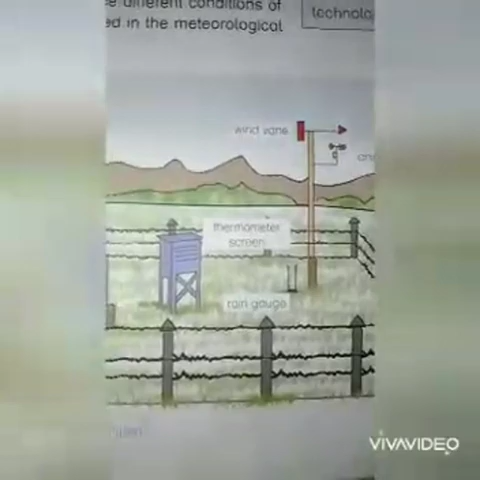 different conditions of
ed in the meteorological
technolo
wind vane
thermometer
screen
rain gauge
VIVAVIDEO